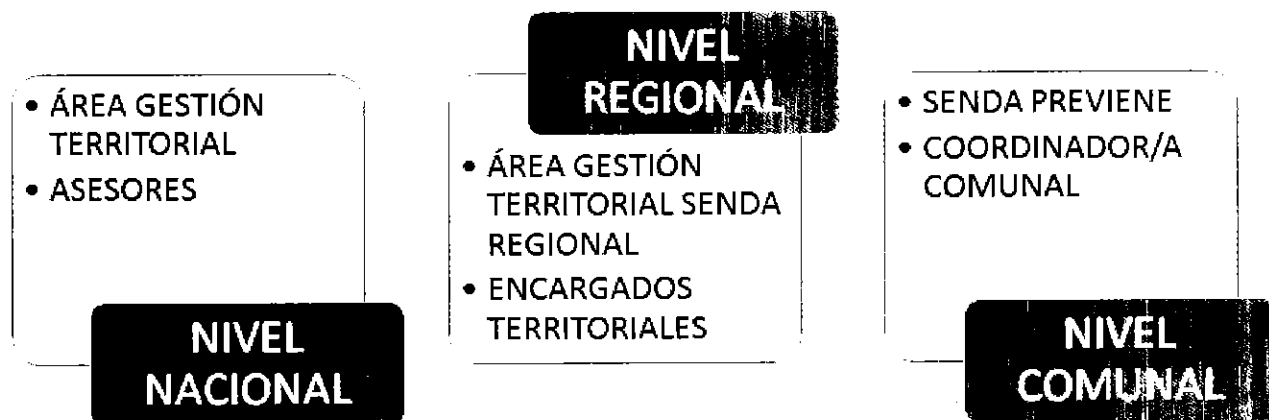 • ÁREA GESTIÓN
TERRITORIAL
• ASESORES
NIVEL
NACIONAL
NIVEL
REGIONAL
• ÁREA GESTIÓN
TERRITORIAL SENDA
REGIONAL
• ENCARGADOS
TERRITORIALES
• SENDA PREVIENE
• COORDINADOR/A
COMUNAL
NIVEL
COMUNAL